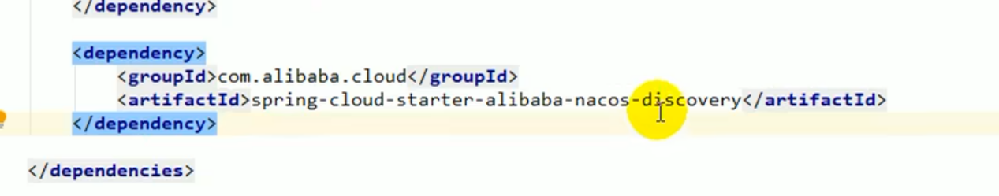 </dependency>
<dependency>
<groupId>com.alibaba.cloud</groupId>
<artifactId>spring-cloud-starter-alibaba-nacos-discovery</artifactId>
</dependency>
</dependencies>